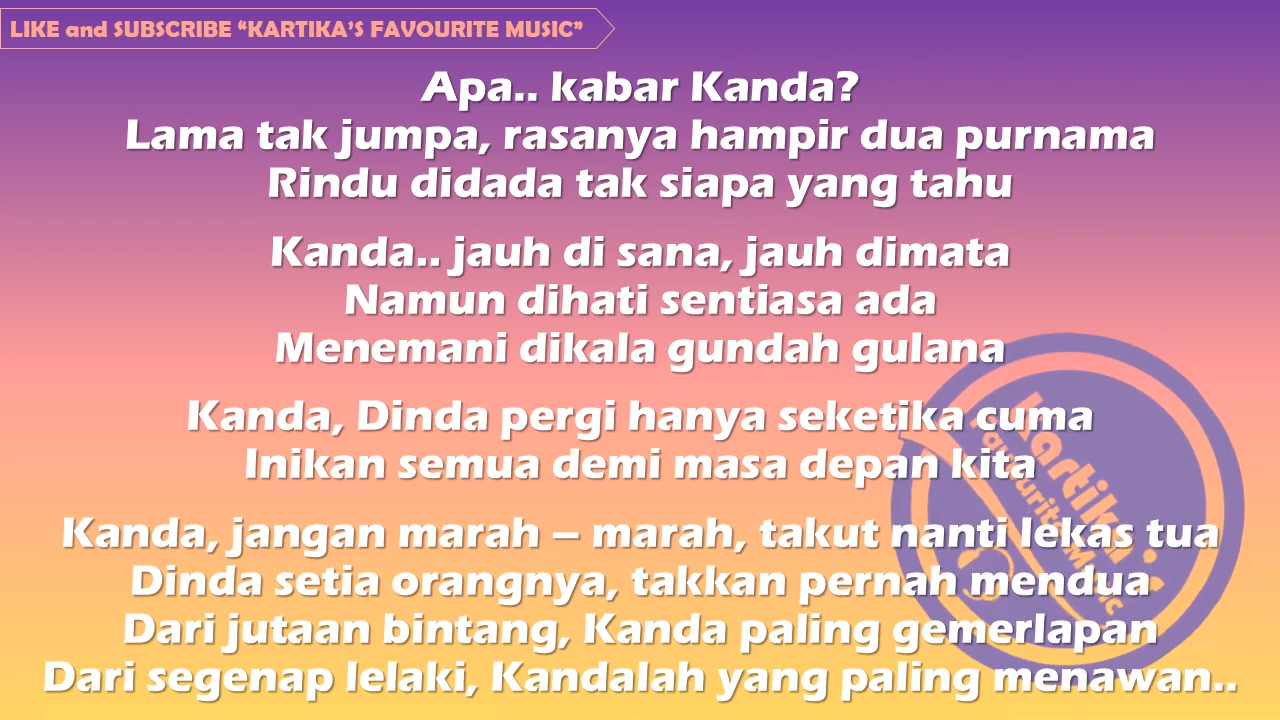 LIKE and SUBSCRIBE “KARTIKA’S FAVOURITE MUSIC”
Apa.. kabar Kanda?
Lama tak jumpa, rasanya hampir dua purnama
Rindu didada tak siapa yang tahu
Kanda.. jauh di sana, jauh dimata
Namun dihati sentiasa ada
Menemani dikala gundah gulana
Kanda, Dinda pergi hanya seketika cuma
Inikan semua demi masa depan kita
Kanda, jangan marah – marah, takut nanti lekas tua
Dinda setia orangnya, takkan pernah mendua
Dari jutaan bintang, Kanda paling gemerlapan
Dari segenap lelaki, Kandalah yang paling menawan..
Kartika's
Favourite Music